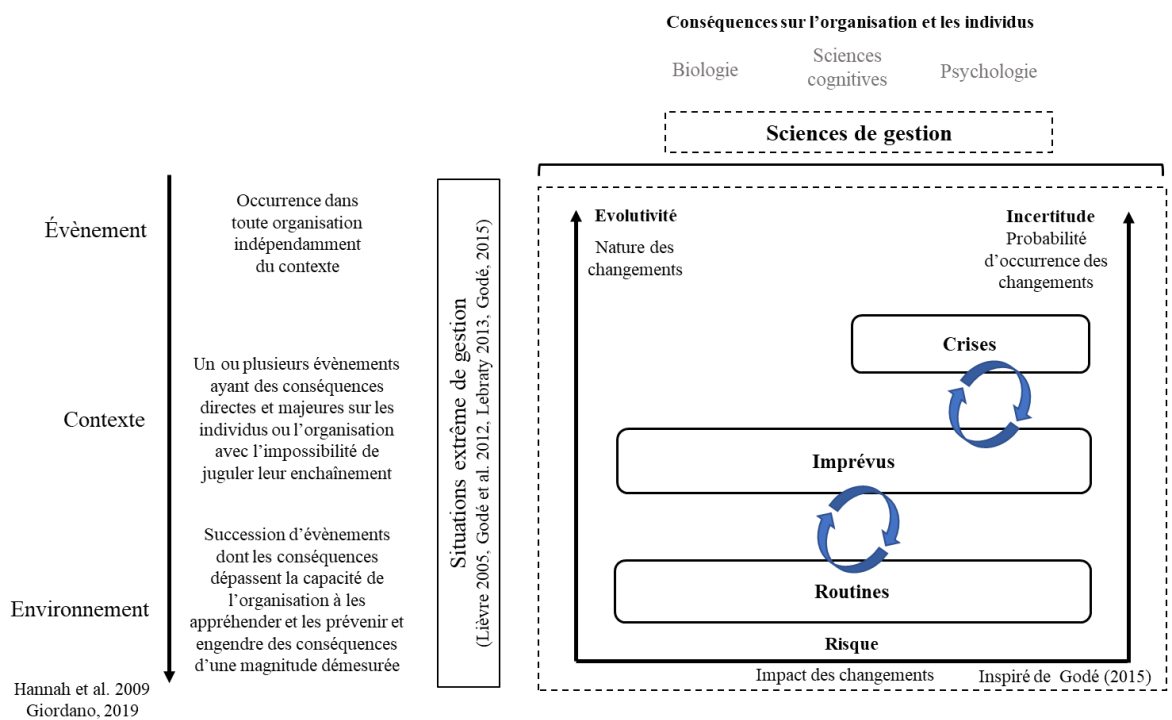 Conséquences sur l'organisation et les individus
Biologie
Sciences
cognitives
Psychologie
Sciences de gestion
Évènement
Occurrence dans
toute organisation
indépendamment
du contexte
Contexte
Un ou plusieurs évènements
ayant des conséquences
directes et majeures sur les
individus ou l'organisation
avec l'impossibilité de
juguler leur enchaînement
Environnement
Succession d'évènements
dont les conséquences
dépassent la capacité de
l'organisation à les
appréhender et les prévenir et
engendre des conséquences
d'une magnitude démesurée
Hannah et al. 2009
Giordano, 2019
Situations extrême de gestion
(Lièvre 2005, Godé et al. 2012, Lebraty 2013, Godé, 2015)
Evolutivité
Nature des
changements
Incertitude
Probabilité
d'occurrence des
changements
Crises
Imprévus
Routines
Risque
Impact des changements
Inspiré de Godé (2015)